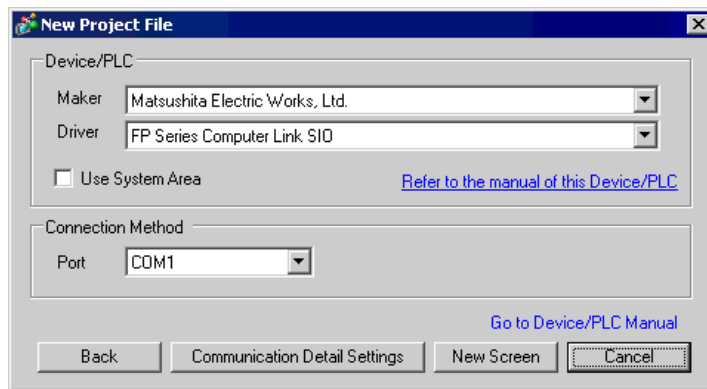 New Project File
Device/PLC
Maker Matsushita Electric Works, Ltd.
Driver FP Series Computer Link SIO
Use System Area Refer to the manual of this Device/PLC
Connection Method
Port COM1
Go to Device/PLC Manual
Back Communication Detail Settings New Screen Cancel